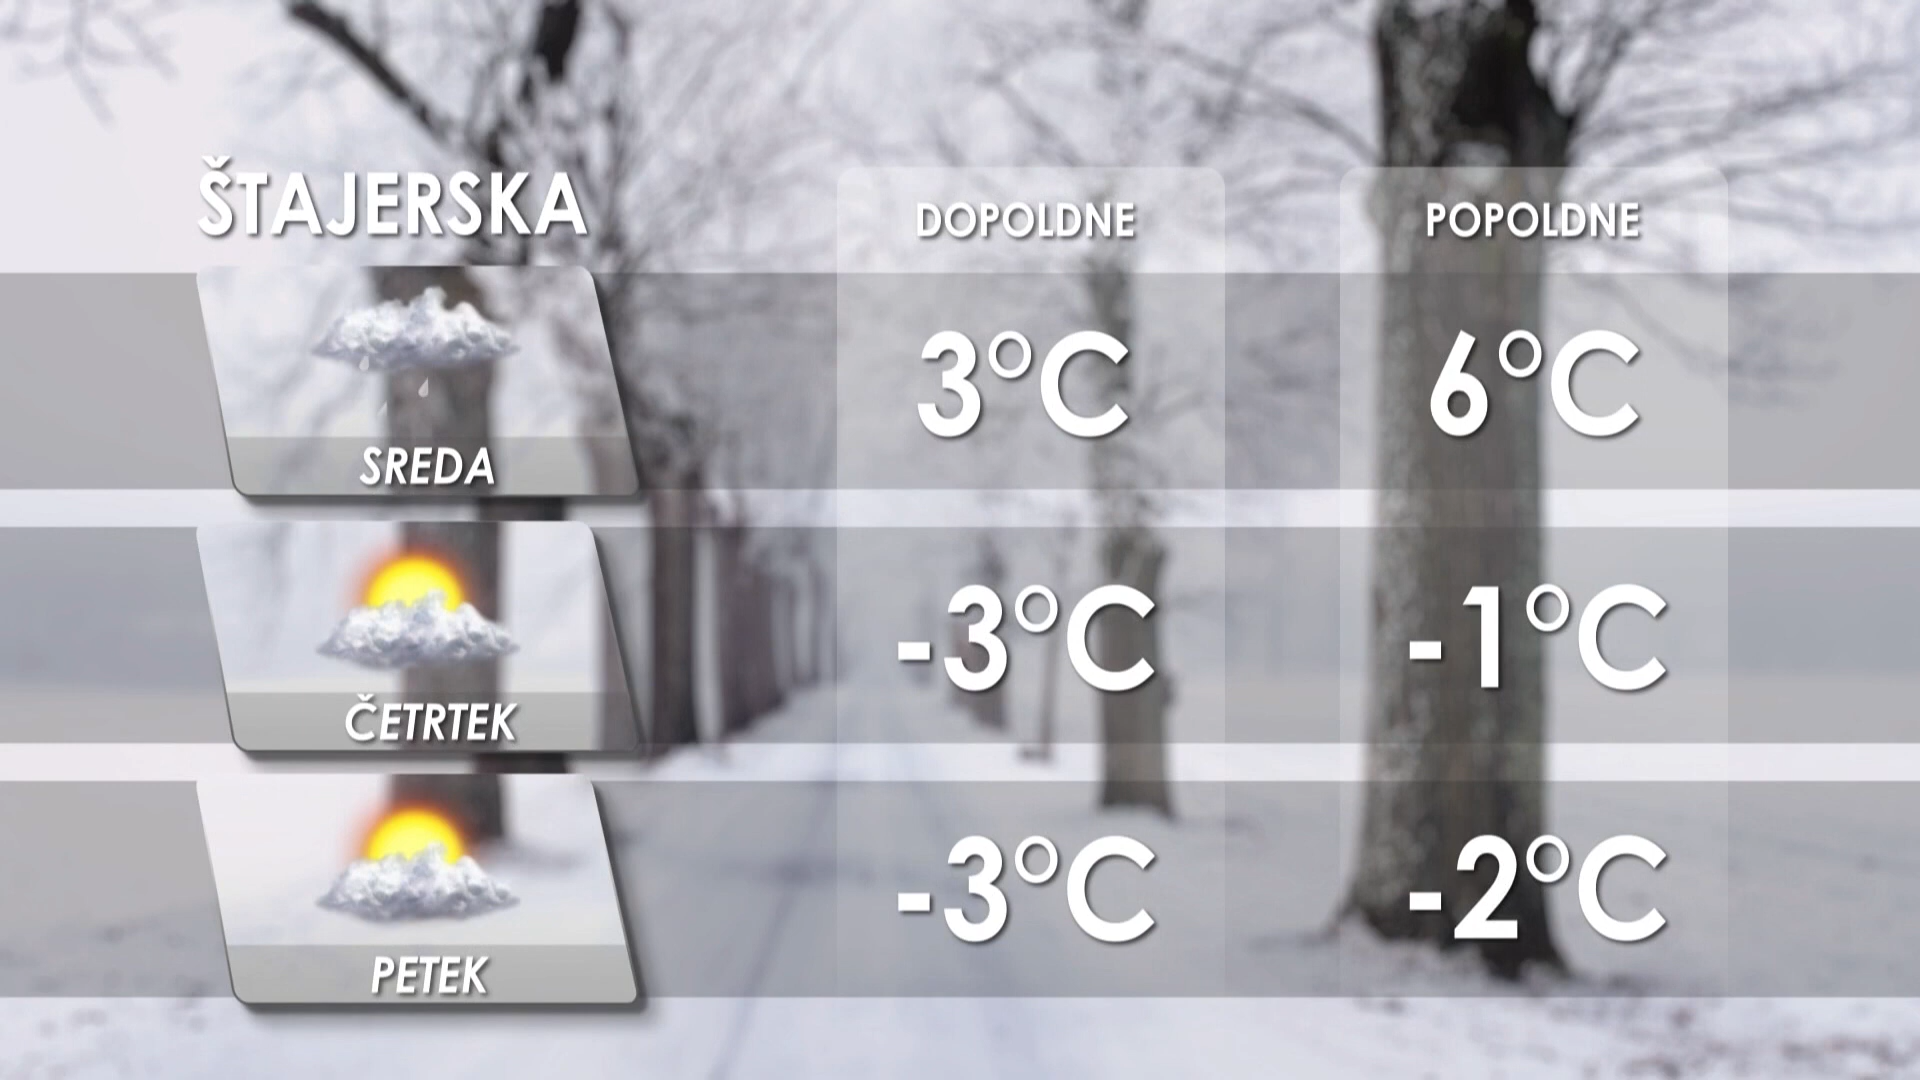 ŠTAJERSKA
DOPOLDNE
POPOLDNE
3°C
6°C
SREDA
-3°C
-1°C
ČETRTEK
-3°C
-2°C
PETEK